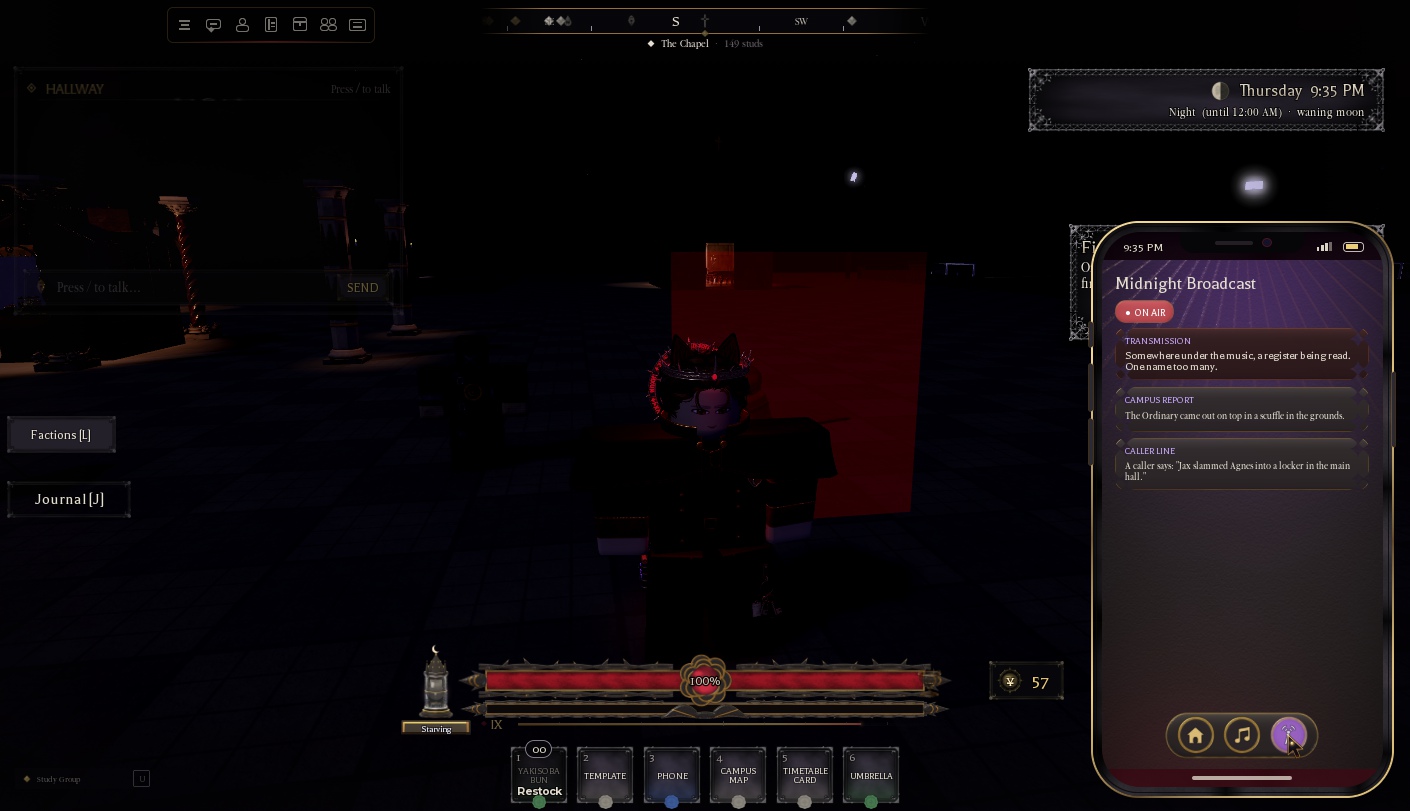 S
SW
The Chapel · 149 studs
HALLWAY
Press / to talk
Press / to talk...
SEND
Thursday 9:35 PM
Night (until 12:00 AM) · waning moon
Factions [L]
Journal [J]
9:35 PM
Midnight Broadcast
ON AIR
TRANSMISSION
Somewhere under the music, a register being read.
One name too many.
CAMPUS REPORT
The Ordinary came out on top in a scuffle in the grounds.
CALLER LINE
A caller says: "Jax slammed Agnes into a locker in the main
hall."
100%
¥ 57
Starving
IX
1
OO
YAKISOBA
BUN
Restock
2
TEMPLATE
3
PHONE
4
CAMPUS
MAP
5
TIMETABLE
CARD
6
UMBRELLA
Study Group
U